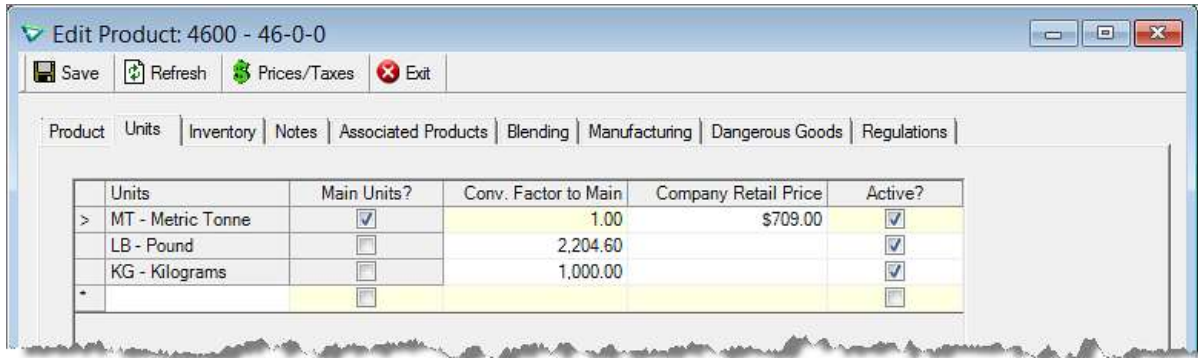 Edit Product: 4600 - 46-0-0
Save Refresh Prices/Taxes Exit
Product Units Inventory Notes Associated Products Blending Manufacturing Dangerous Goods Regulations
Units Main Units? Conv. Factor to Main Company Retail Price Active?
> MT - Metric Tonne 1.00 $709.00
LB - Pound 2,204.60
KG - Kilograms 1,000.00
*